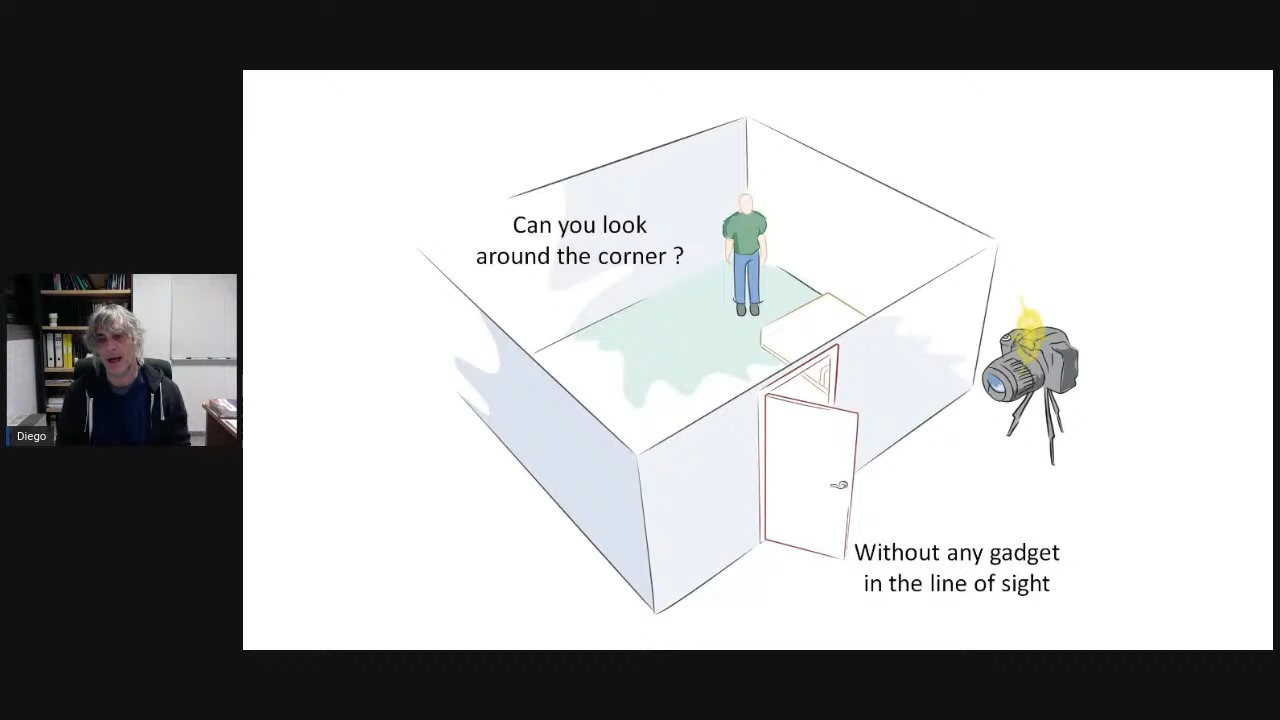 Can you look
around the corner ?
Diego
Without any gadget
in the line of sight